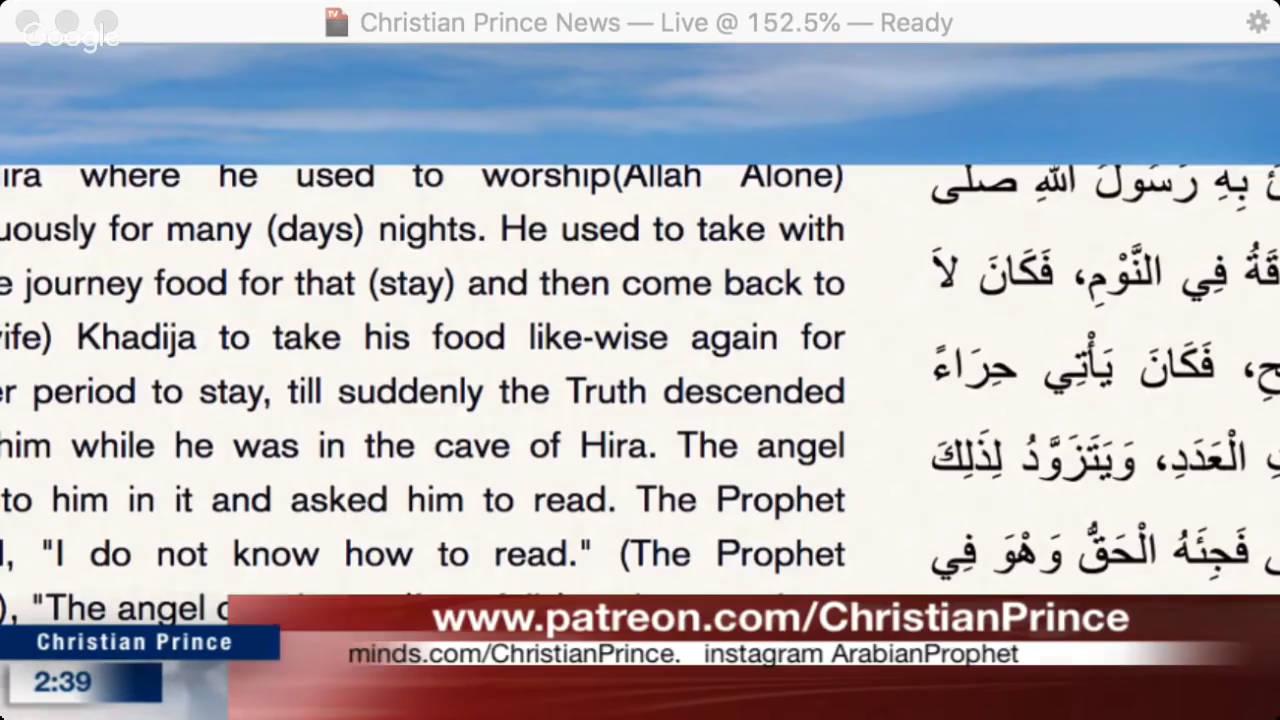 Christian Prince News — Live @ 152.5% — Ready
Google
where he used to worship(Allah Alone)
for many (days) nights. He used to take with
journey food for that (stay) and then come back to
Khadija to take his food like-wise again for
period to stay, till suddenly the Truth descended
him while he was in the cave of Hira. The angel
to him in it and asked him to read. The Prophet
"I do not know how to read." (The Prophet
"The angel
بِهِ رَسُولَ اللَّهِ صلى
فِي النَّوْمِ، فَكَانَ لاَ
فَكَانَ يَأْتِي حِرَاءً
الْعَدَدِ، وَيَتَزَوَّدُ لِذَلِكَ
فَجِئَهُ الْحَقُّ وَهْوَ فِي
www.patreon.com/ChristianPrince
Christian Prince
minds.com/ChristianPrince. instagram ArabianProphet
2:39